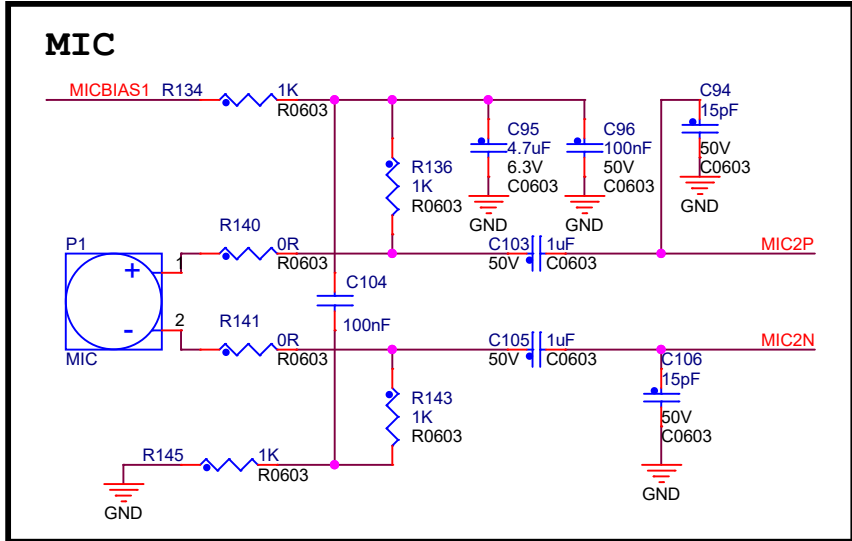 MIC
MICBIAS1 R134 1K
R0603
C94
15pF
50V
C0603
GND
C95
4.7uF
6.3V
C0603
GND
C96
100nF
50V
C0603
GND
R136
1K
R0603
P1
1
+
-
2
MIC
R140
0R
R0603
C103 1uF
50V C0603
MIC2P
C104
100nF
R141
0R
R0603
C105 1uF
50V C0603
MIC2N
C106
15pF
50V
C0603
GND
R143
1K
R0603
R145 1K
R0603
GND